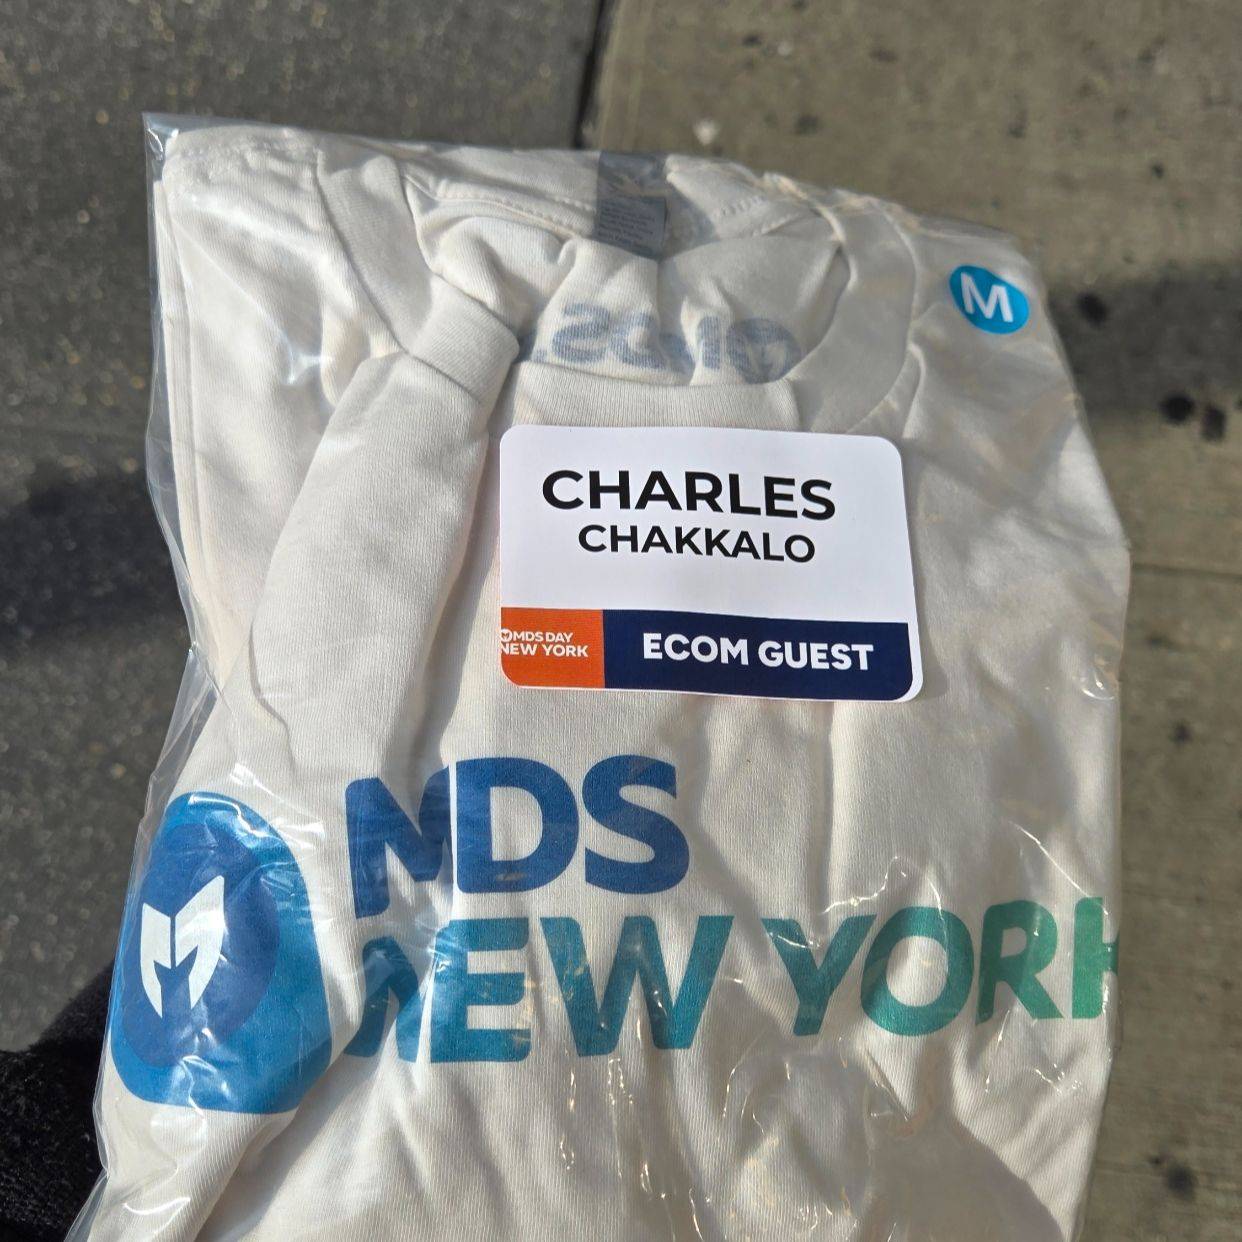 M
CHARLES
CHAKKALO
MDS DAY
NEW YORK
ECOM GUEST
MDS
NEW YORK